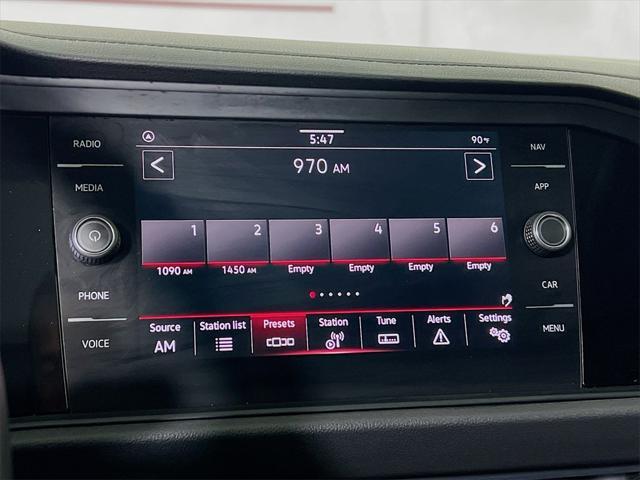 5:47
90°F
RADIO
MEDIA
PHONE
VOICE
970 AM
1 2 3 4 5 6
1090 AM 1450 AM Empty Empty Empty Empty
Source Station list Presets Station Tune Alerts Settings
AM
NAV
APP
CAR
MENU